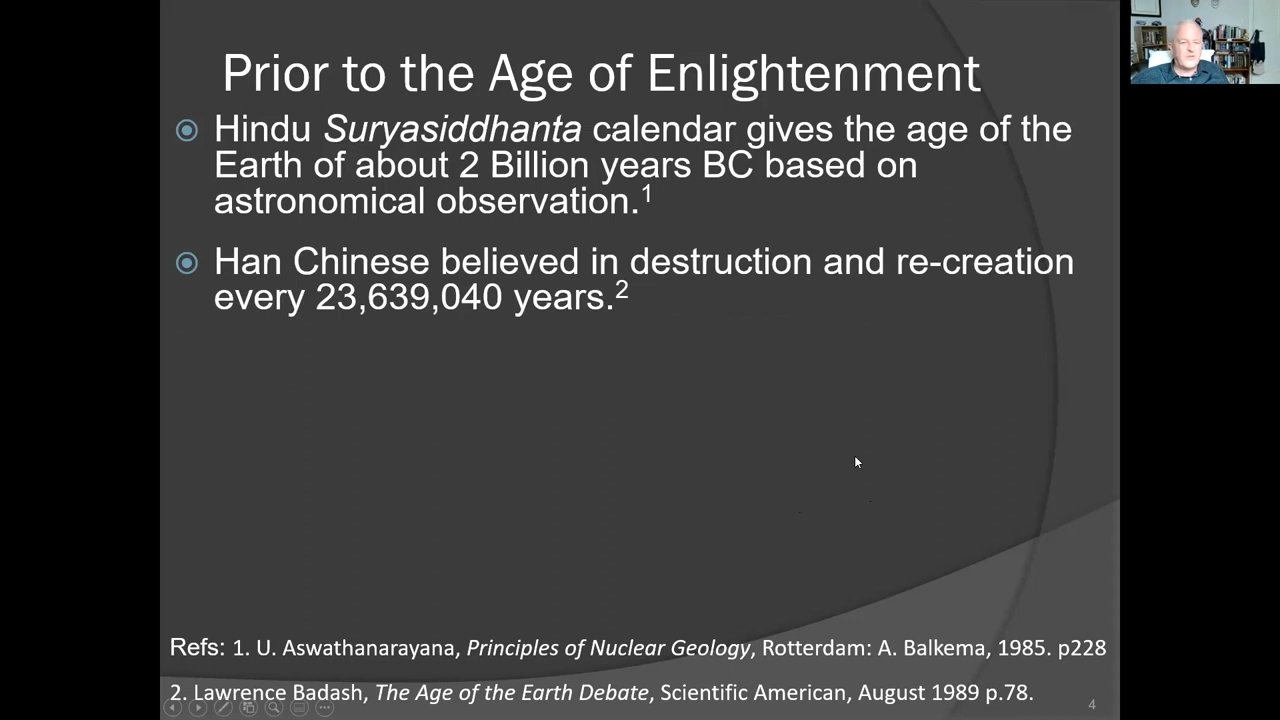 Prior to the Age of Enlightenment
Hindu Suryasiddhanta calendar gives the age of the
Earth of about 2 Billion years BC based on
astronomical observation.1
Han Chinese believed in destruction and re-creation
every 23,639,040 years.2
Refs: 1. U. Aswathanarayana, Principles of Nuclear Geology, Rotterdam: A. Balkema, 1985. p228
2. Lawrence Badash, The Age of the Earth Debate, Scientific American, August 1989 p.78.
4